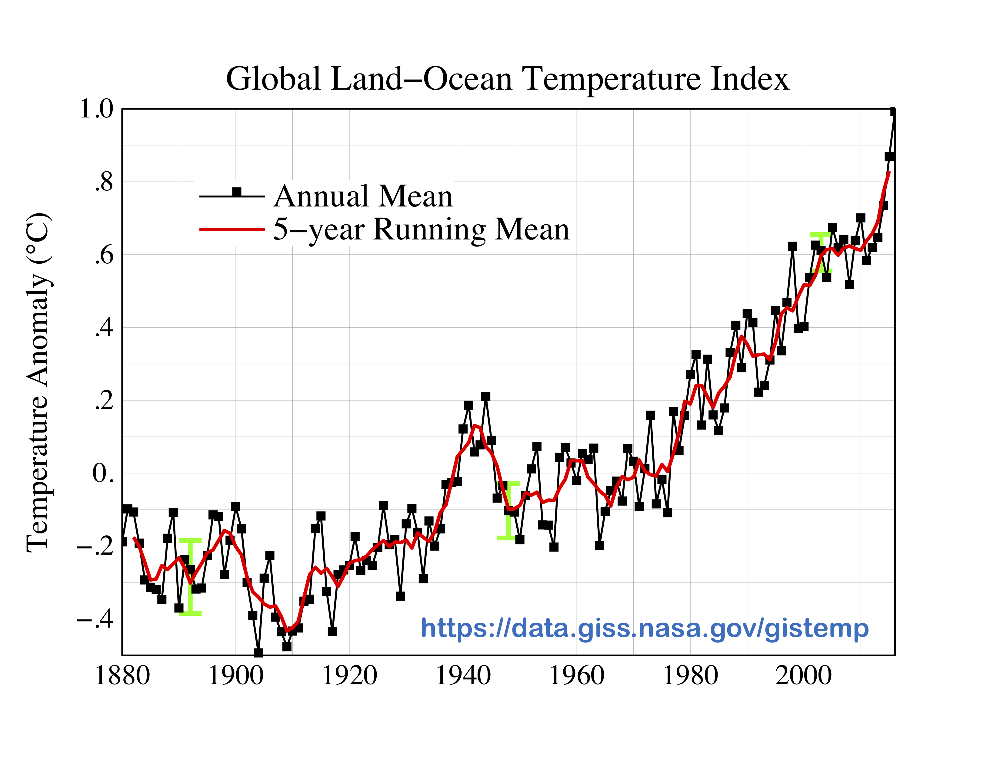 Global Land−Ocean Temperature Index
1.0
.8
.6
.4
.2
0.
−.2
−.4
Temperature Anomaly (°C)
Annual Mean
5−year Running Mean
https://data.giss.nasa.gov/gistemp
1880 1900 1920 1940 1960 1980 2000